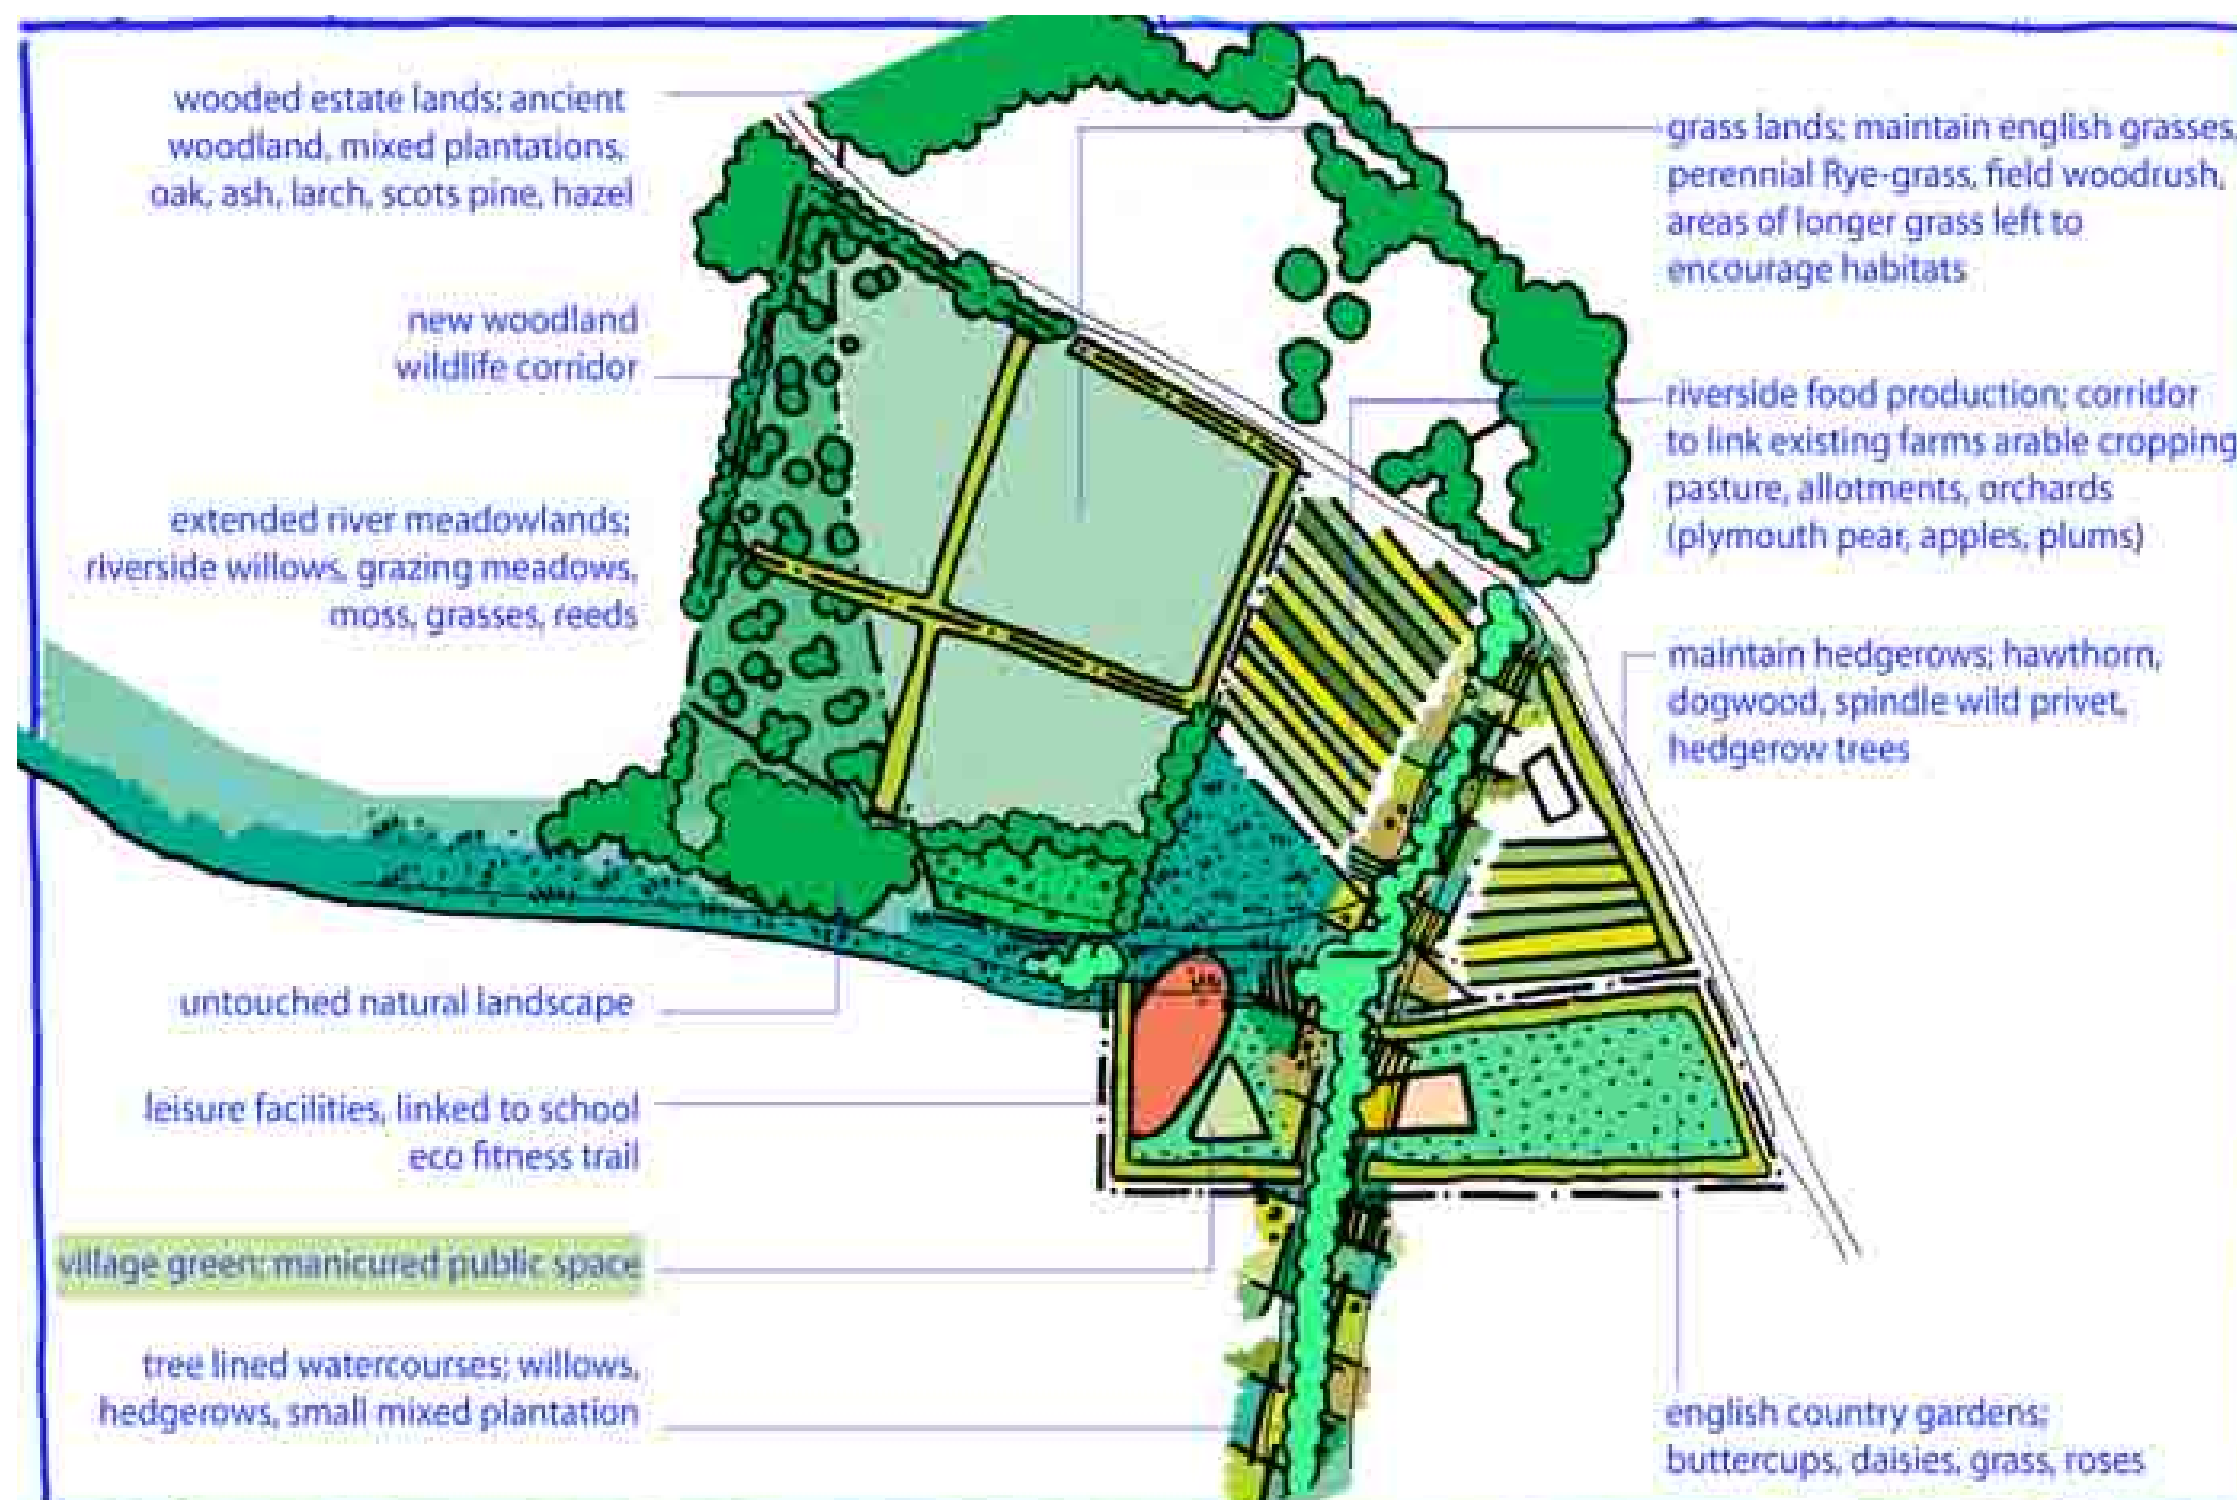 wooded estate lands; ancient
woodland, mixed plantations,
oak, ash, larch, scots pine, hazel
new woodland
wildlife corridor
extended river meadowlands;
riverside willows, grazing meadows,
moss, grasses, reeds
untouched natural landscape
leisure facilities, linked to school
eco fitness trail
village green; manicured public space
tree lined watercourses; willows,
hedgerows, small mixed plantation
grass lands; maintain english grasses,
perennial Rye-grass, field woodrush,
areas of longer grass left to
encourage habitats
riverside food production; corridor
to link existing farms arable cropping
pasture, allotments, orchards
(plymouth pear, apples, plums)
maintain hedgerows; hawthorn,
dogwood, spindle wild privet,
hedgerow trees
english country gardens;
buttercups, daisies, grass, roses